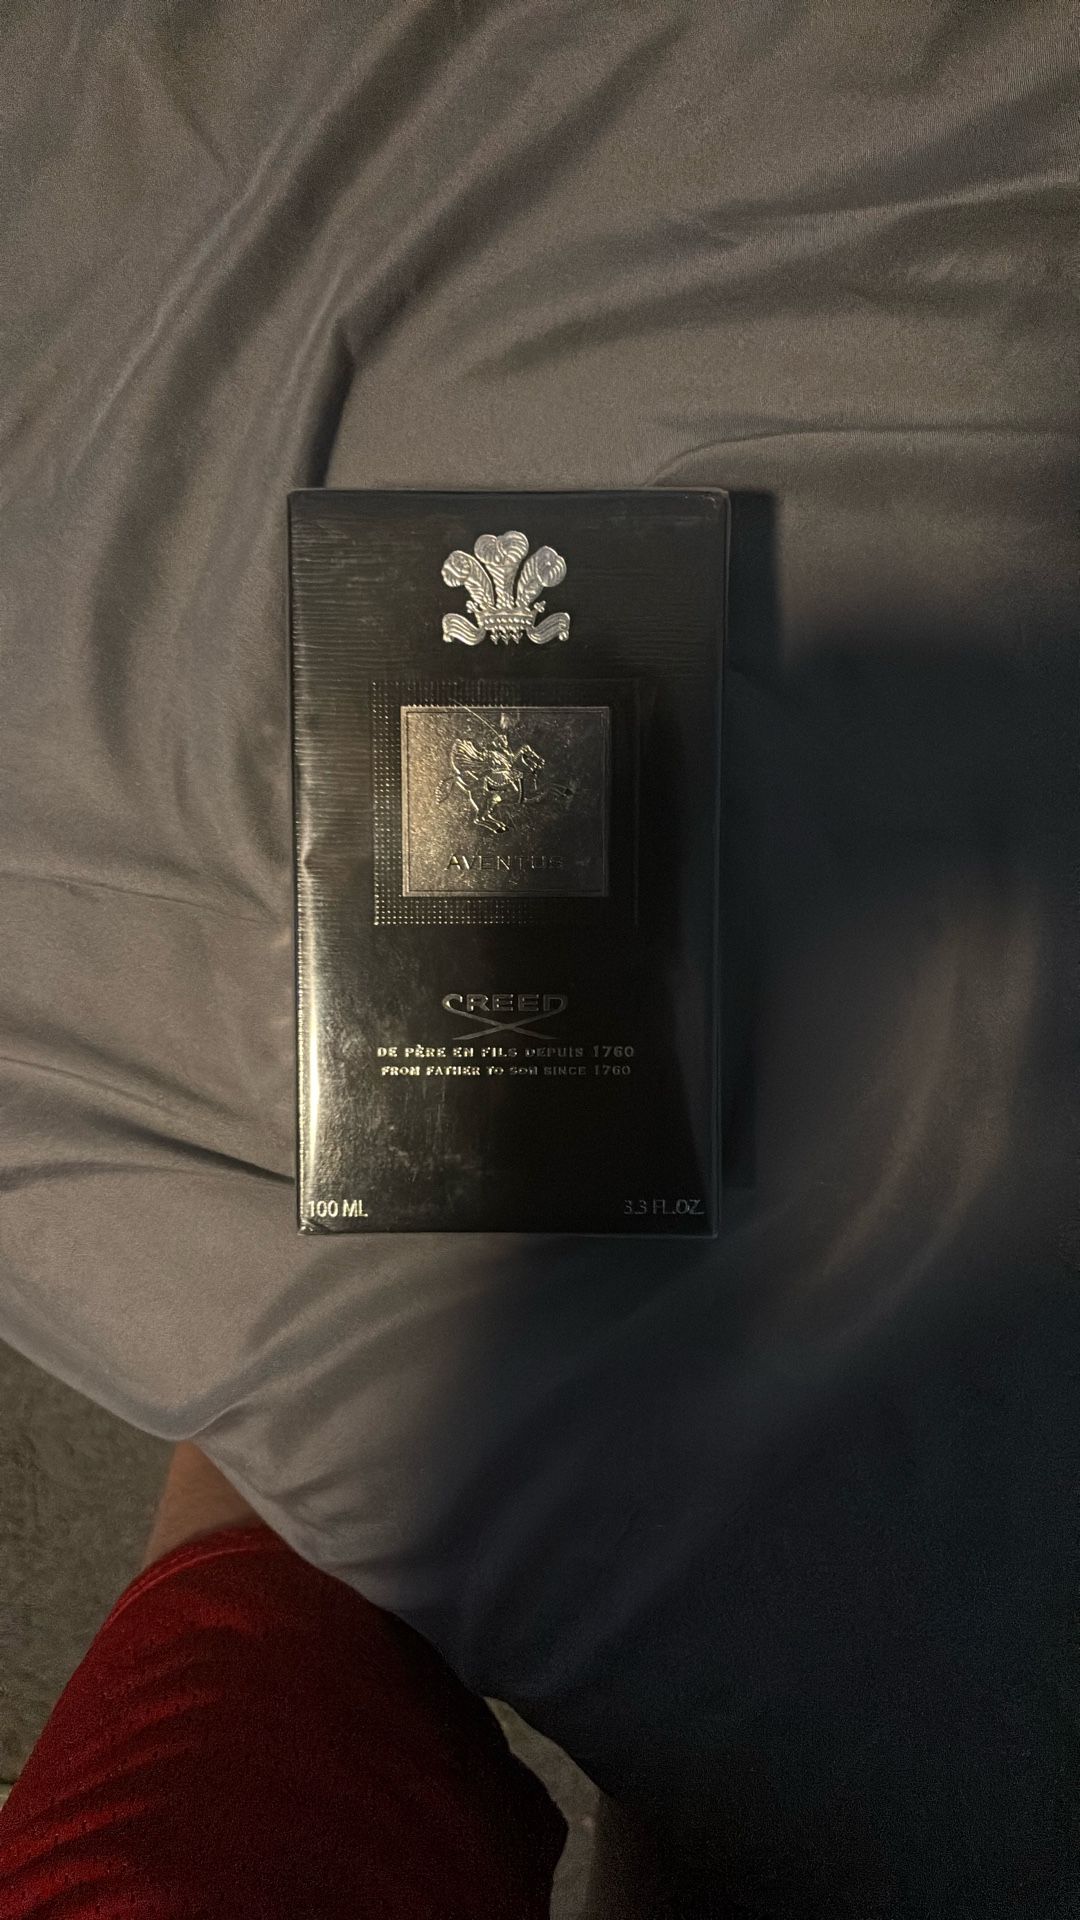 AVENTUS
CREED
DE PÈRE EN FILS DEPUIS 1760
FROM FATHER TO SON SINCE 1760
100 ML
3.3 FL.OZ.